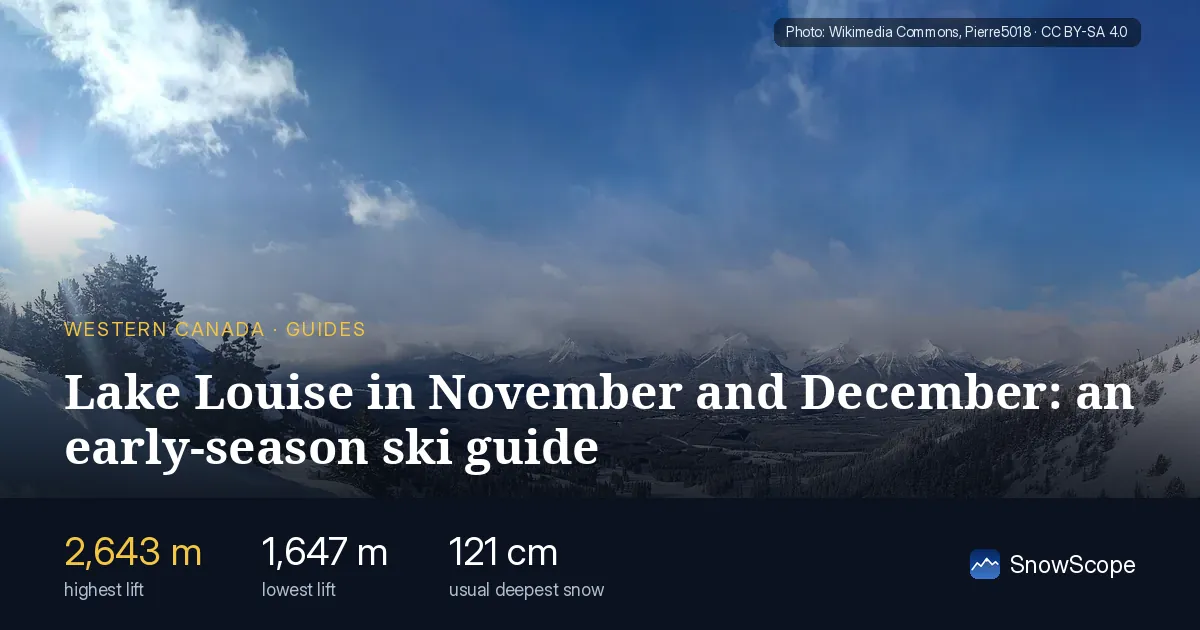 Photo: Wikimedia Commons, Pierre5018 · CC BY-SA 4.0
WESTERN CANADA · GUIDES
Lake Louise in November and December: an
early-season ski guide
2,643 m
highest lift
1,647 m
lowest lift
121 cm
usual deepest snow
SnowScope